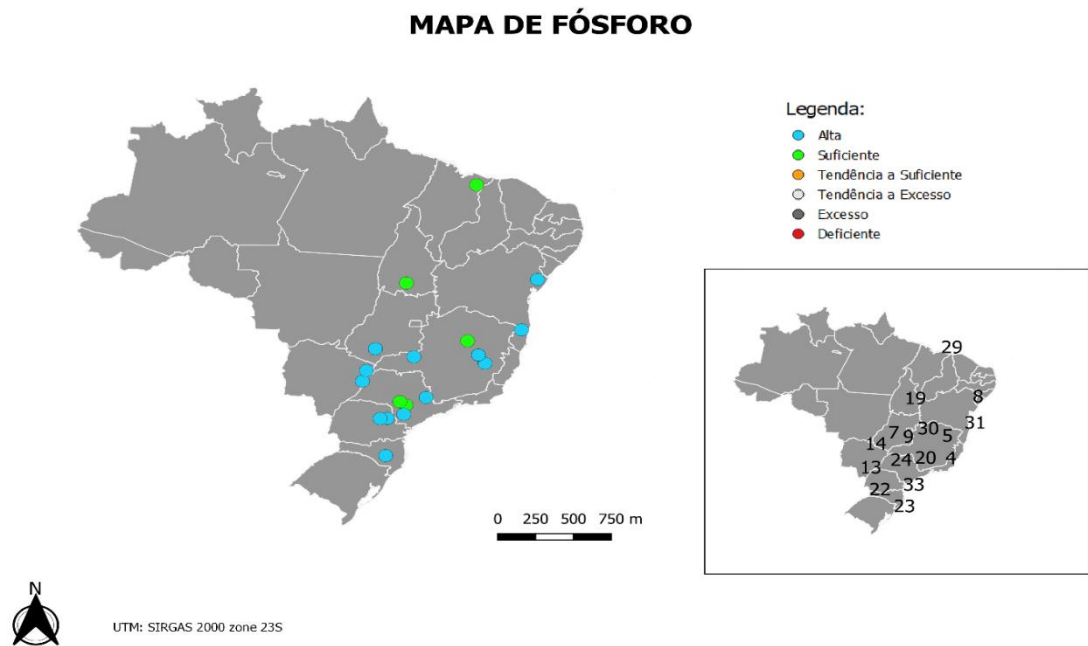 MAPA DE FÓSFORO
Legenda:
Alta
Suficiente
Tendência a Suficiente
Tendência a Excesso
Excesso
Deficiente
29
19
8
30
31
7
9
5
14
24
20
4
13
22
33
23
0 250 500 750 m
N
UTM: SIRGAS 2000 zone 23S